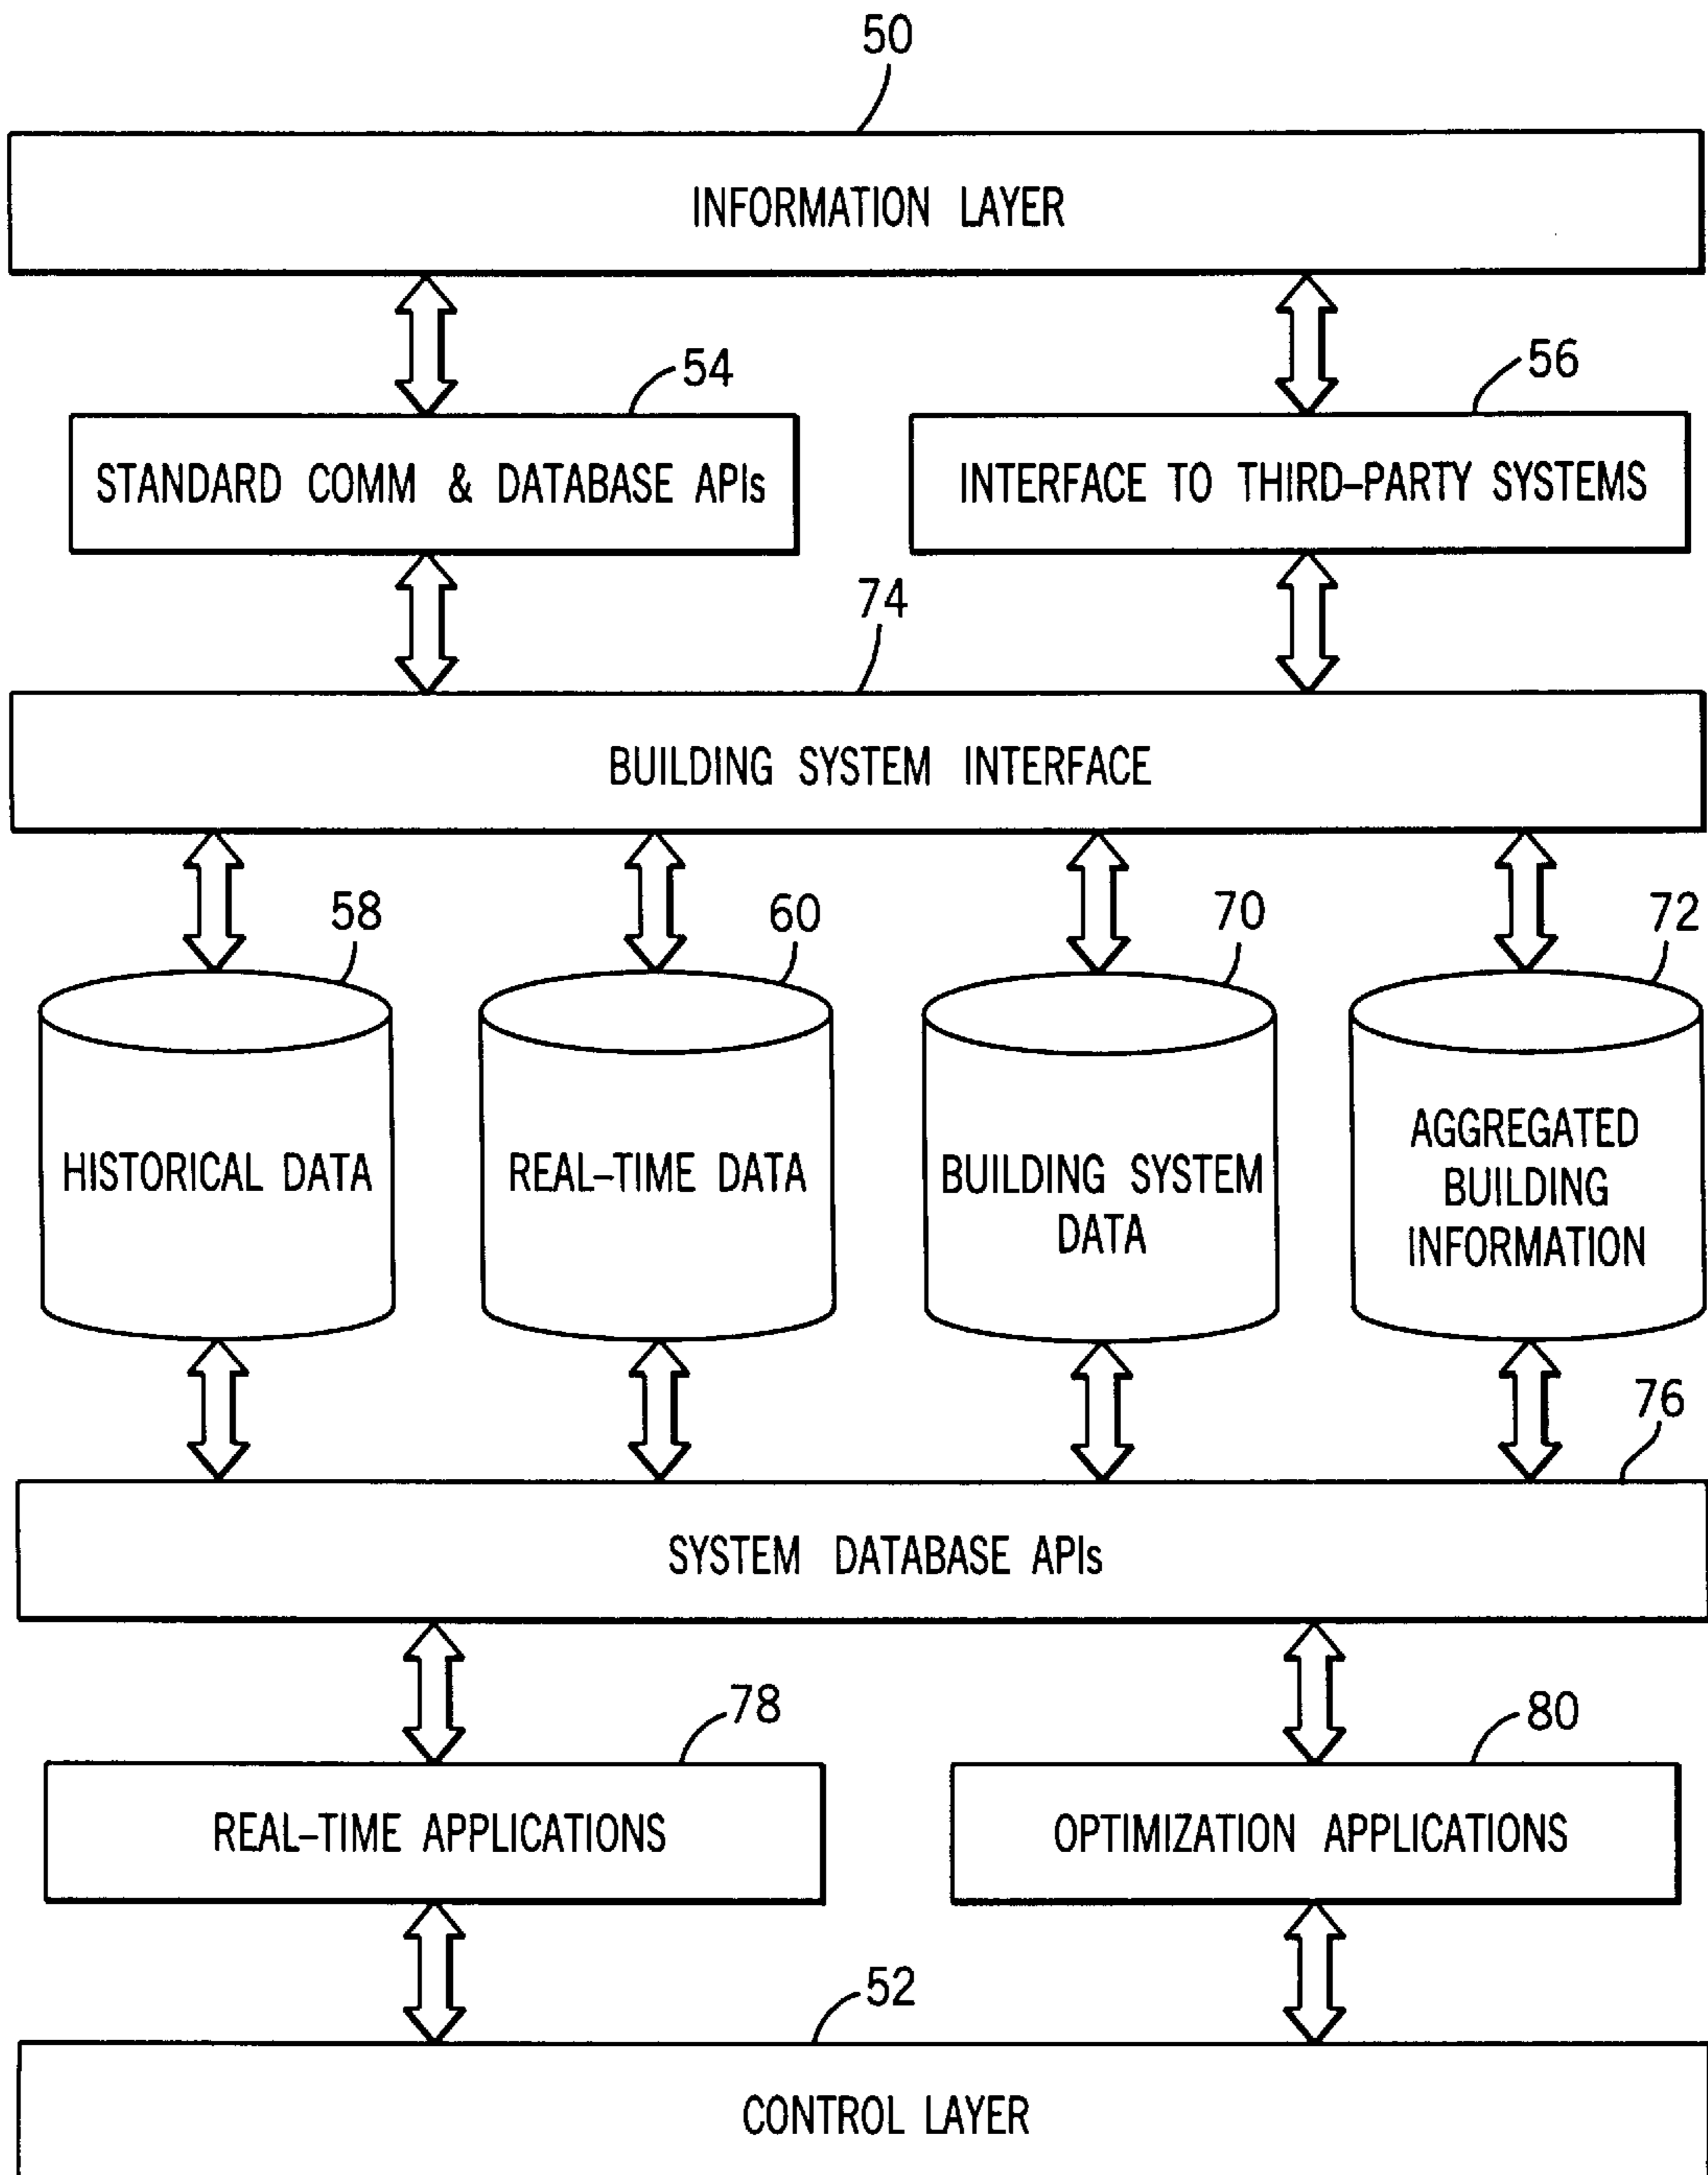 50
INFORMATION LAYER
54
56
STANDARD COMM & DATABASE APIs
INTERFACE TO THIRD-PARTY SYSTEMS
74
BUILDING SYSTEM INTERFACE
58
60
70
72
HISTORICAL DATA
REAL-TIME DATA
BUILDING SYSTEM
DATA
AGGREGATED
BUILDING
INFORMATION
76
SYSTEM DATABASE APIs
78
80
REAL-TIME APPLICATIONS
OPTIMIZATION APPLICATIONS
52
CONTROL LAYER